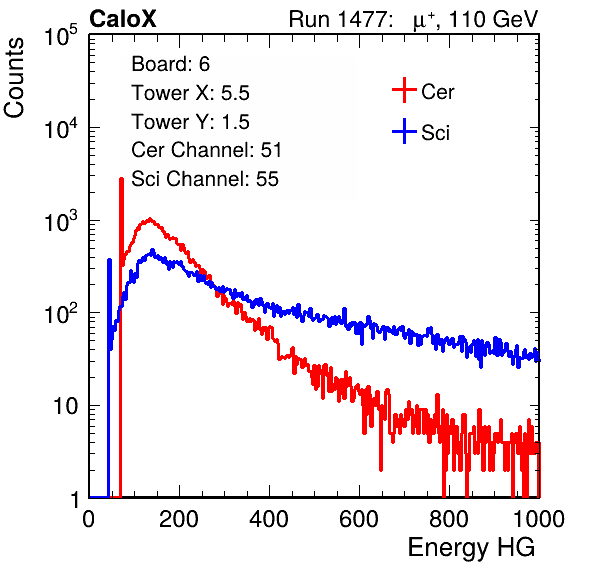 CaloX Run 1477: μ⁺, 110 GeV
Board: 6
Tower X: 5.5
Tower Y: 1.5
Cer Channel: 51
Sci Channel: 55
Cer
Sci
Counts
10⁵
10⁴
10³
10²
10
1
0 200 400 600 800 1000
Energy HG